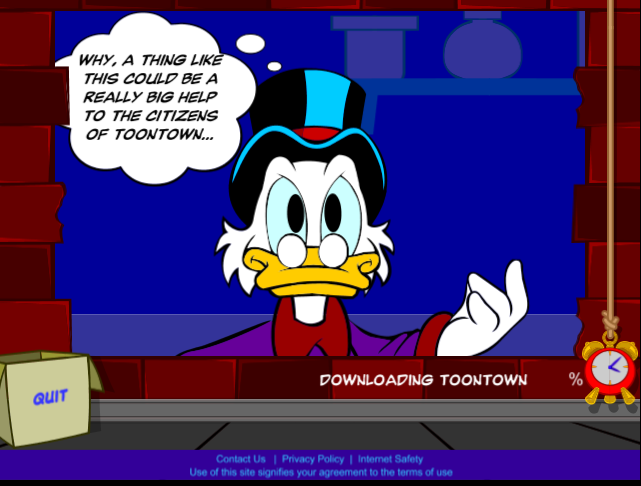 WHY, A THING LIKE
THIS COULD BE A
REALLY BIG HELP
TO THE CITIZENS
OF TOONTOWN...
DOWNLOADING TOONTOWN %
QUIT
Contact Us | Privacy Policy | Internet Safety
Use of this site signifies your agreement to the terms of use